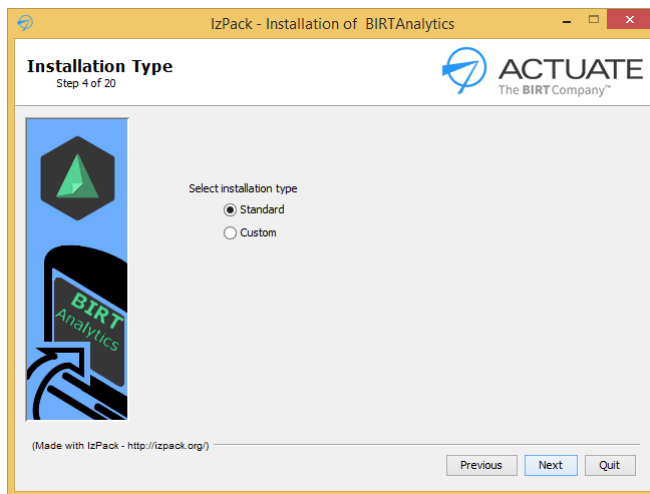 IzPack - Installation of BIRTAnalytics
Installation Type
Step 4 of 20
ACTUATE
The BIRT Company™
Select installation type
Standard
Custom
BIRT
Analytics
(Made with IzPack - http://izpack.org/)
Previous Next Quit